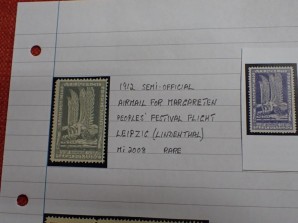 1912 SEMI-OFFICIAL
AIRMAIL FOR MARGARETEN
PEOPLES' FESTIVAL FLIGHT
LEIPZIG (LINDENTHAL)
Mi 2008 RARE